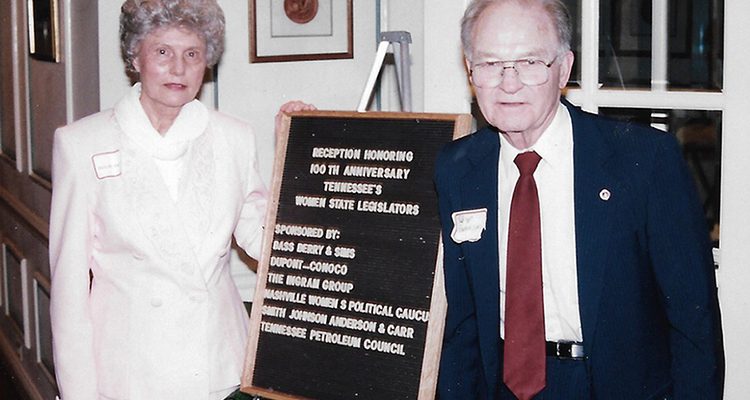 RECEPTION HONORING
100TH ANNIVERSARY
TENNESSEE'S
WOMEN STATE LEGISLATORS
SPONSORED BY:
BASS BERRY & SIMS
DUPONT-CONOCO
THE INGRAM GROUP
NASHVILLE WOMEN S POLITICAL CAUCU
SMITH JOHNSON ANDERSON & CARR
TENNESSEE PETROLEUM COUNCIL